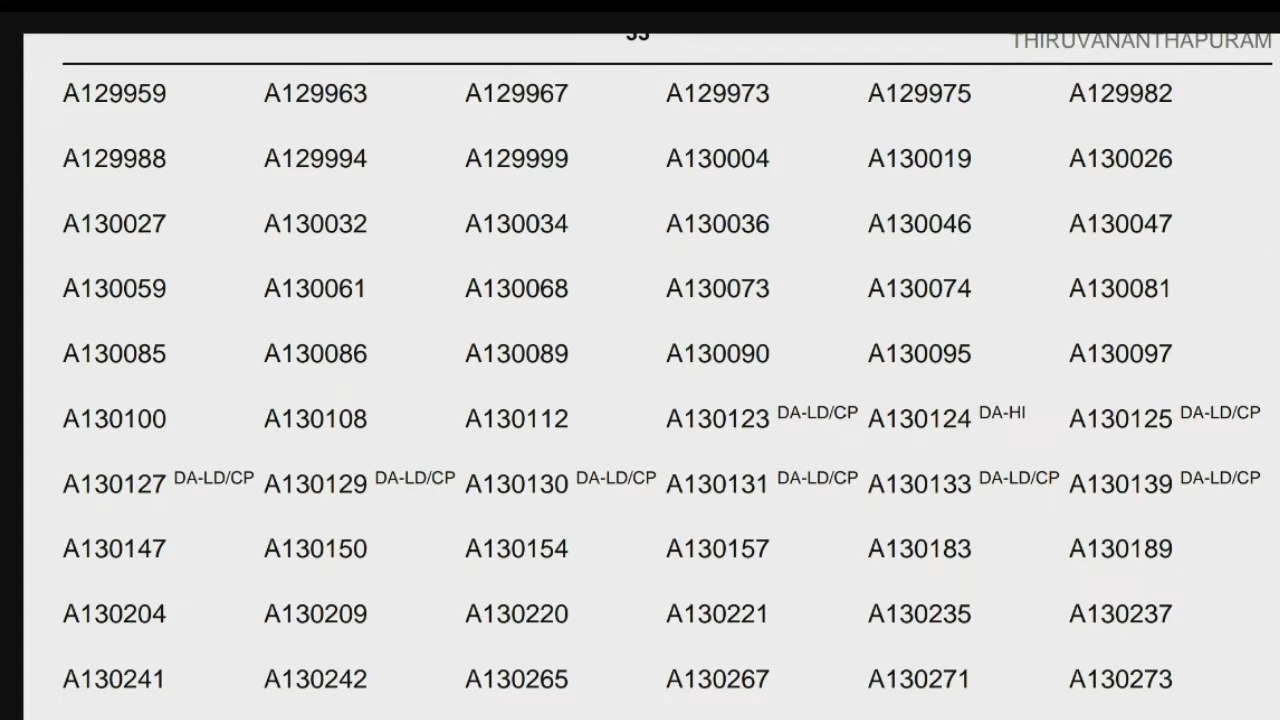 THIRUVANANTHAPURAM
A129959 A129963 A129967 A129973 A129975 A129982
A129988 A129994 A129999 A130004 A130019 A130026
A130027 A130032 A130034 A130036 A130046 A130047
A130059 A130061 A130068 A130073 A130074 A130081
A130085 A130086 A130089 A130090 A130095 A130097
A130100 A130108 A130112 A130123 DA-LD/CP A130124 DA-HI A130125 DA-LD/CP
A130127 DA-LD/CP A130129 DA-LD/CP A130130 DA-LD/CP A130131 DA-LD/CP A130133 DA-LD/CP A130139 DA-LD/CP
A130147 A130150 A130154 A130157 A130183 A130189
A130204 A130209 A130220 A130221 A130235 A130237
A130241 A130242 A130265 A130267 A130271 A130273